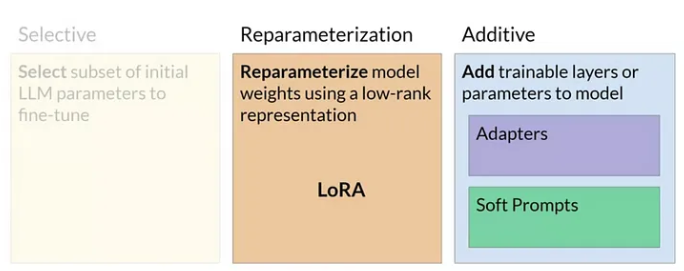 Selective
Select subset of initial
LLM parameters to
fine-tune
Reparameterization
Reparameterize model
weights using a low-rank
representation
LoRA
Additive
Add trainable layers or
parameters to model
Adapters
Soft Prompts